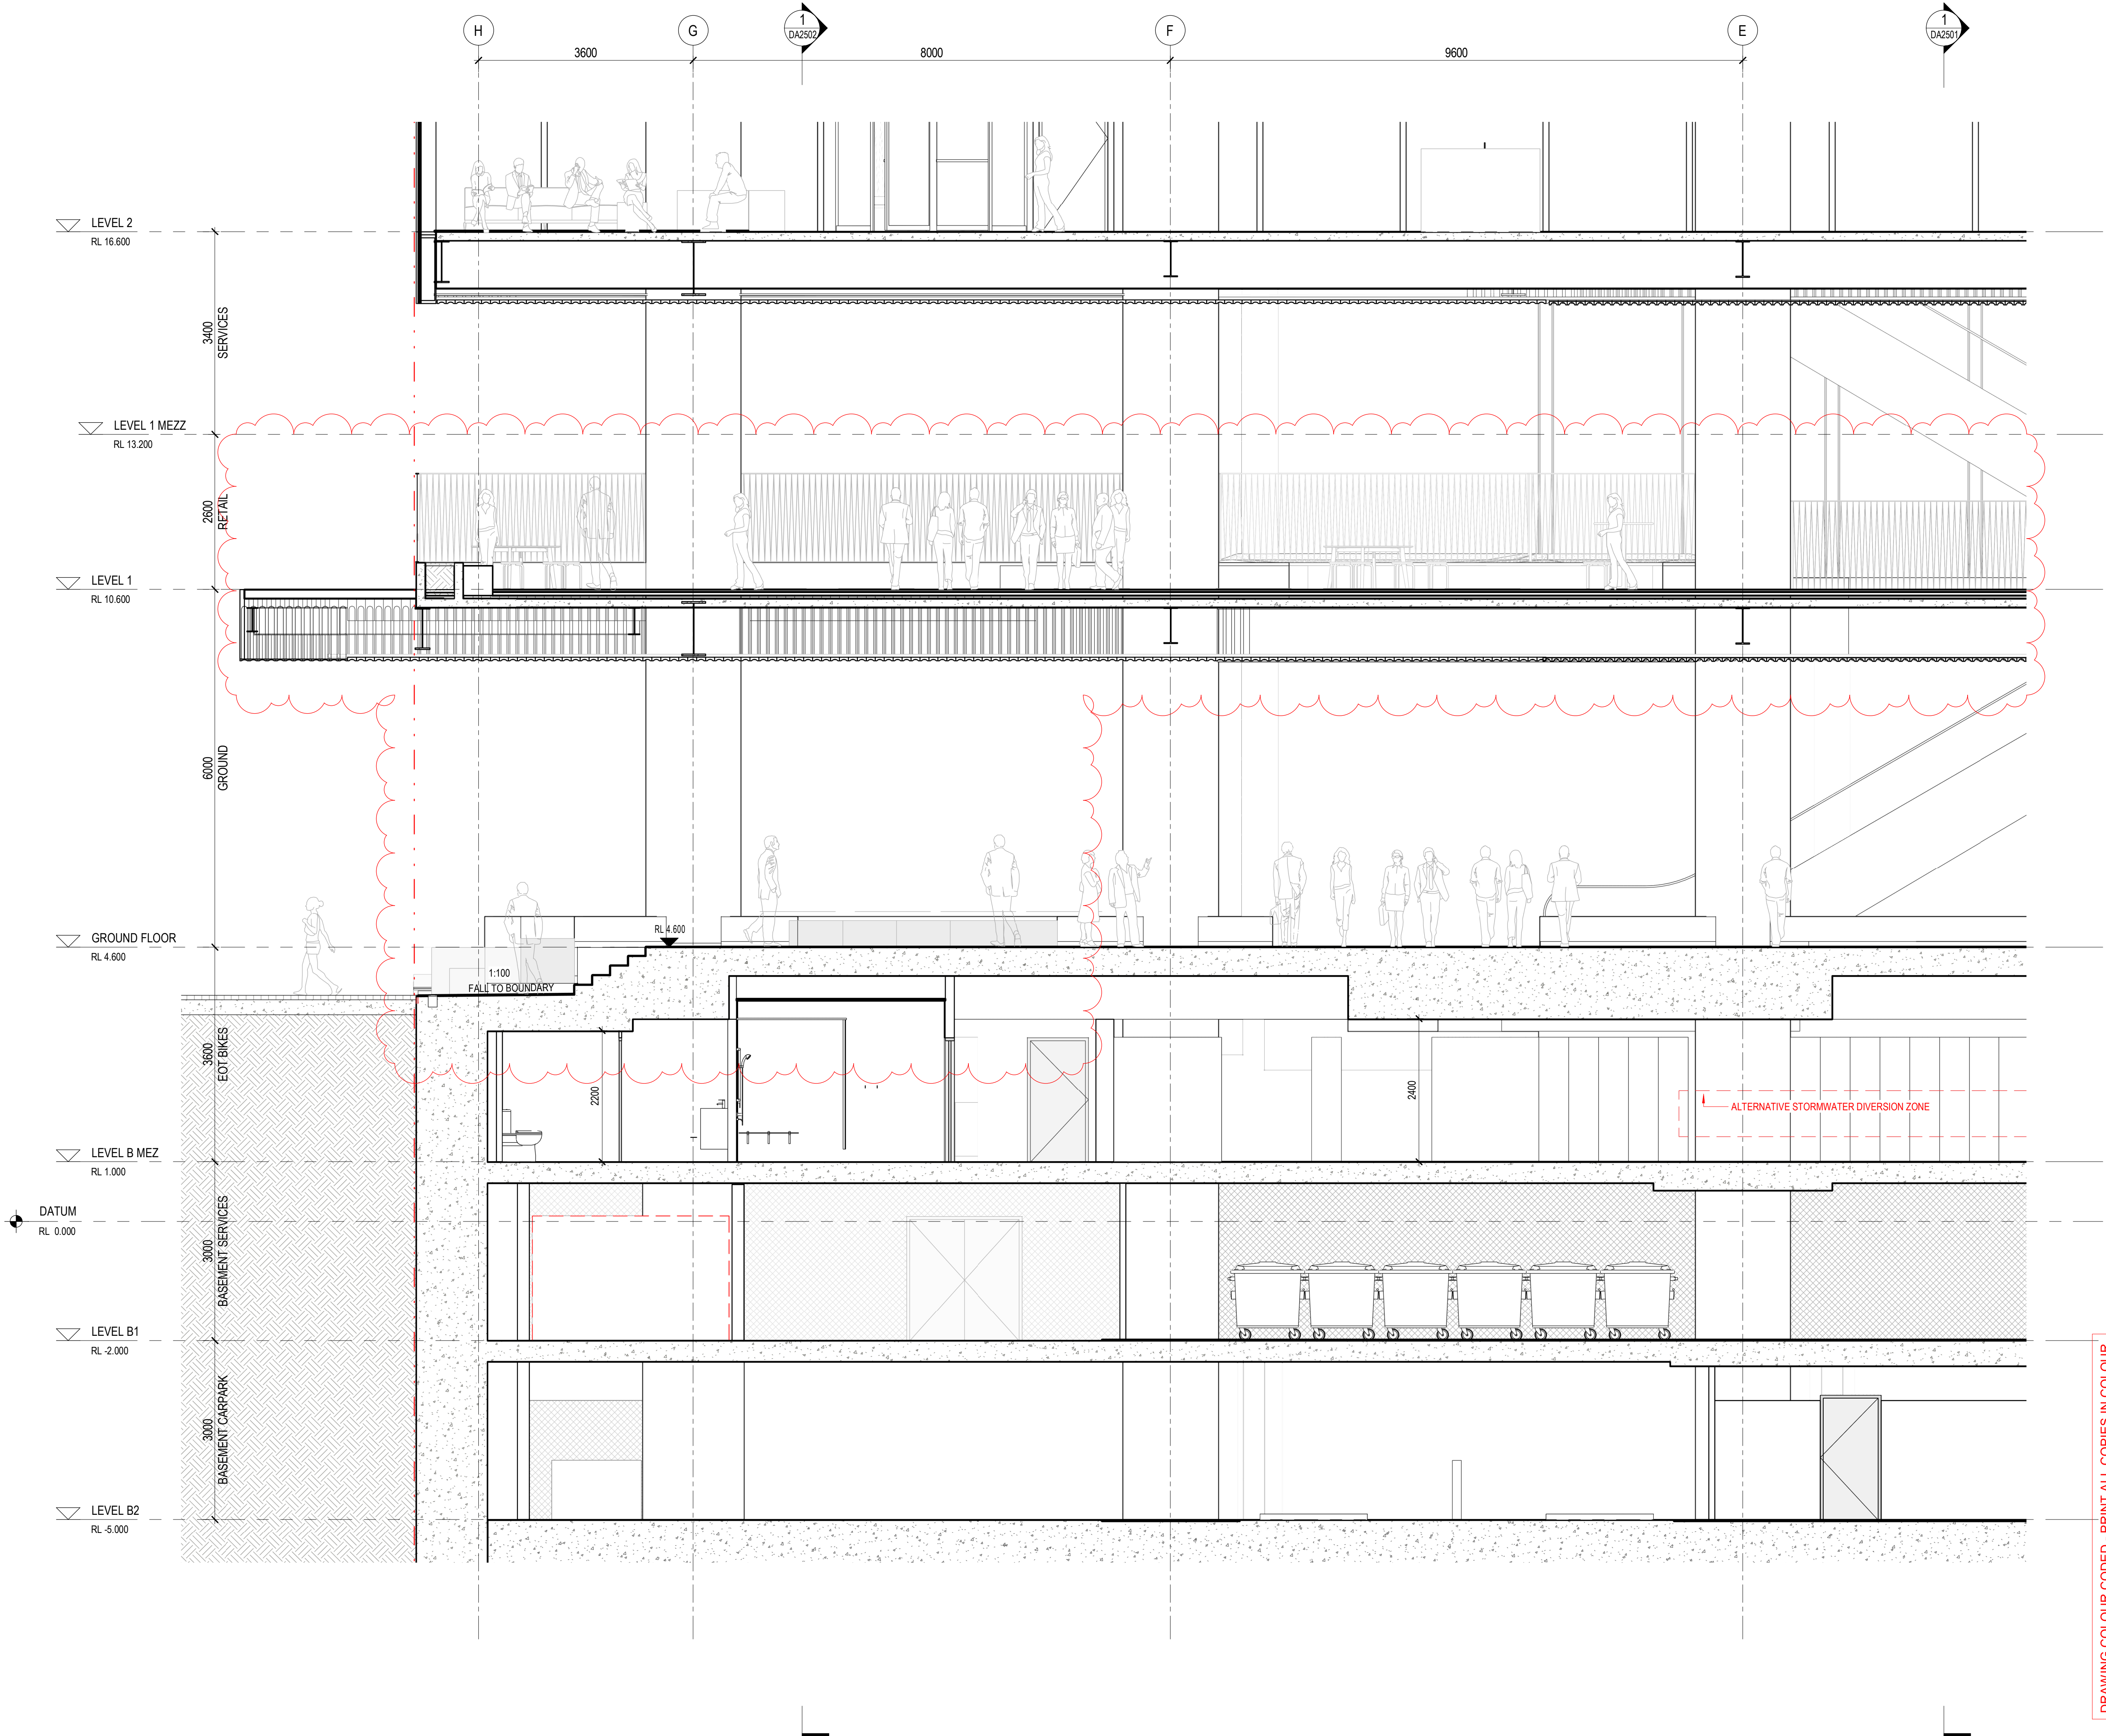 H
G
1
DA2502
F
E
1
DA2501
3600
8000
9600
LEVEL 2
RL 16.600
3400
SERVICES
LEVEL 1 MEZZ
RL 13.200
2600
RETAIL
LEVEL 1
RL 10.600
6000
GROUND
RL 4.600
GROUND FLOOR
RL 4.600
1:100
FALL TO BOUNDARY
3600
EOT BIKES
2200
2400
ALTERNATIVE STORMWATER DIVERSION ZONE
LEVEL B MEZ
RL 1.000
DATUM
RL 0.000
3000
BASEMENT SERVICES
LEVEL B1
RL -2.000
3000
BASEMENT CARPARK
LEVEL B2
RL -5.000
DRAWING COLOUR CODED - PRINT ALL COPIES IN COLOUR